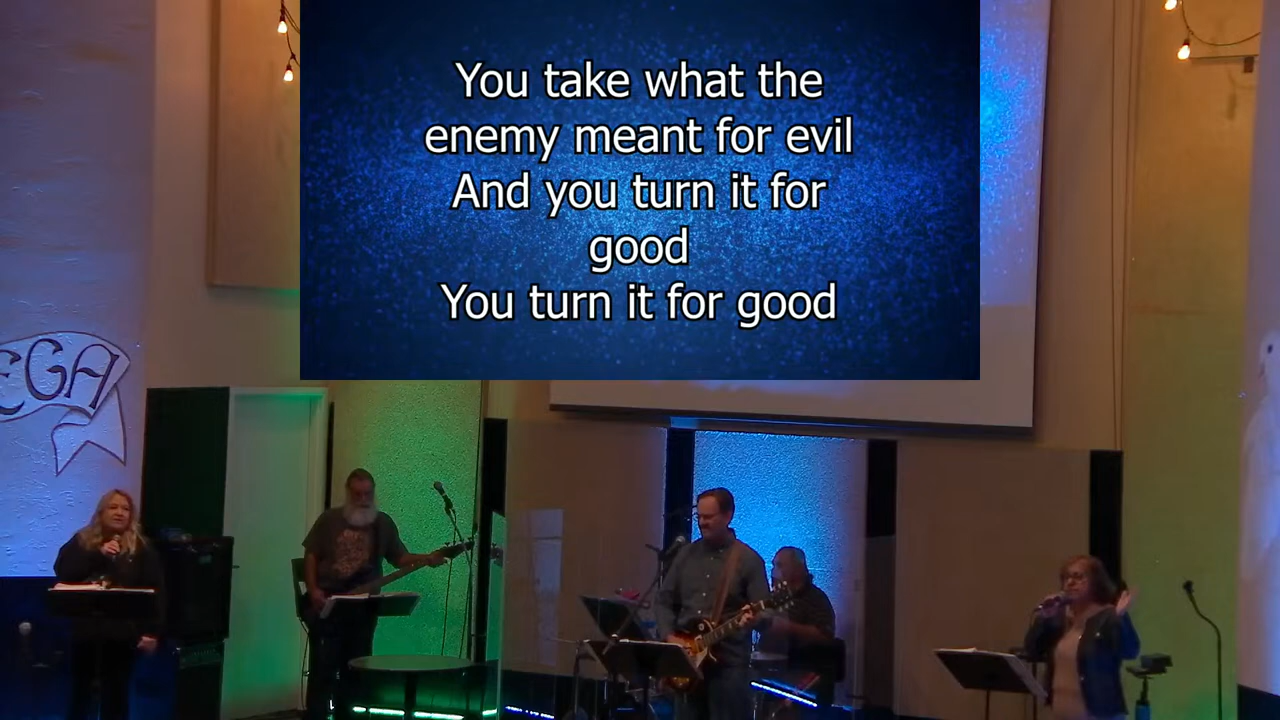 You take what the
enemy meant for evil
And you turn it for
good
You turn it for good
EGA